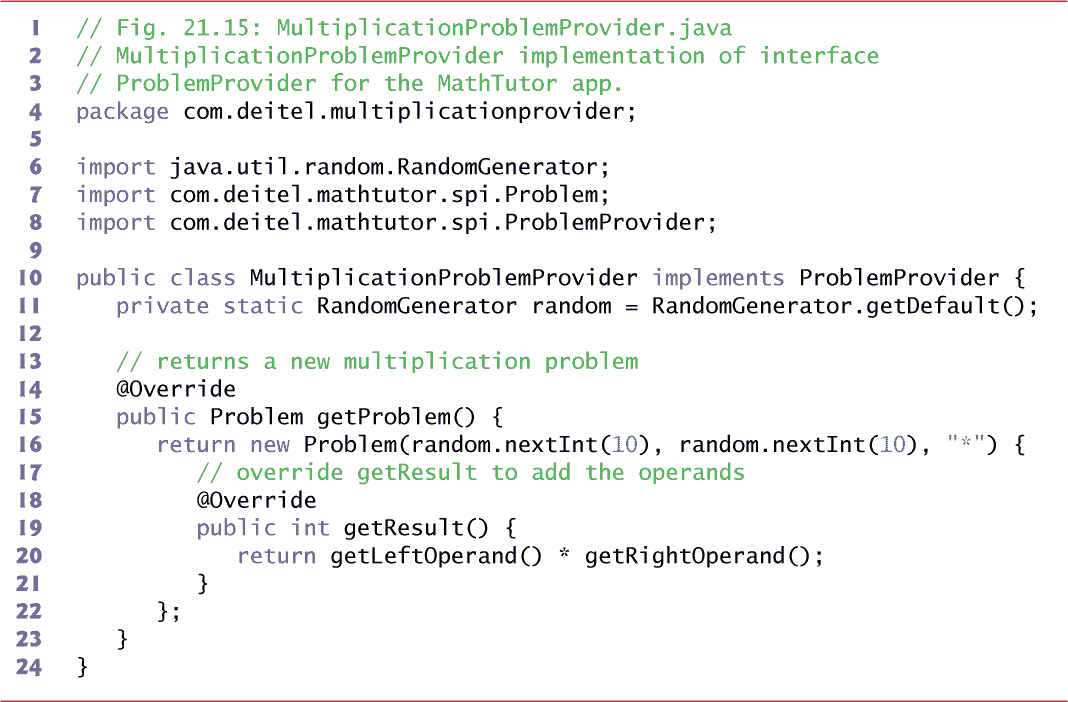 1 // Fig. 21.15: MultiplicationProblemProvider.java
2 // MultiplicationProblemProvider implementation of interface
3 // ProblemProvider for the MathTutor app.
4 package com.deitel.multiplicationprovider;
5
6 import java.util.random.RandomGenerator;
7 import com.deitel.mathtutor.spi.Problem;
8 import com.deitel.mathtutor.spi.ProblemProvider;
9
10 public class MultiplicationProblemProvider implements ProblemProvider {
11    private static RandomGenerator random = RandomGenerator.getDefault();
12
13    // returns a new multiplication problem
14    @Override
15    public Problem getProblem() {
16       return new Problem(random.nextInt(10), random.nextInt(10), "*") {
17          // override getResult to add the operands
18          @Override
19          public int getResult() {
20             return getLeftOperand() * getRightOperand();
21          }
22       };
23    }
24 }